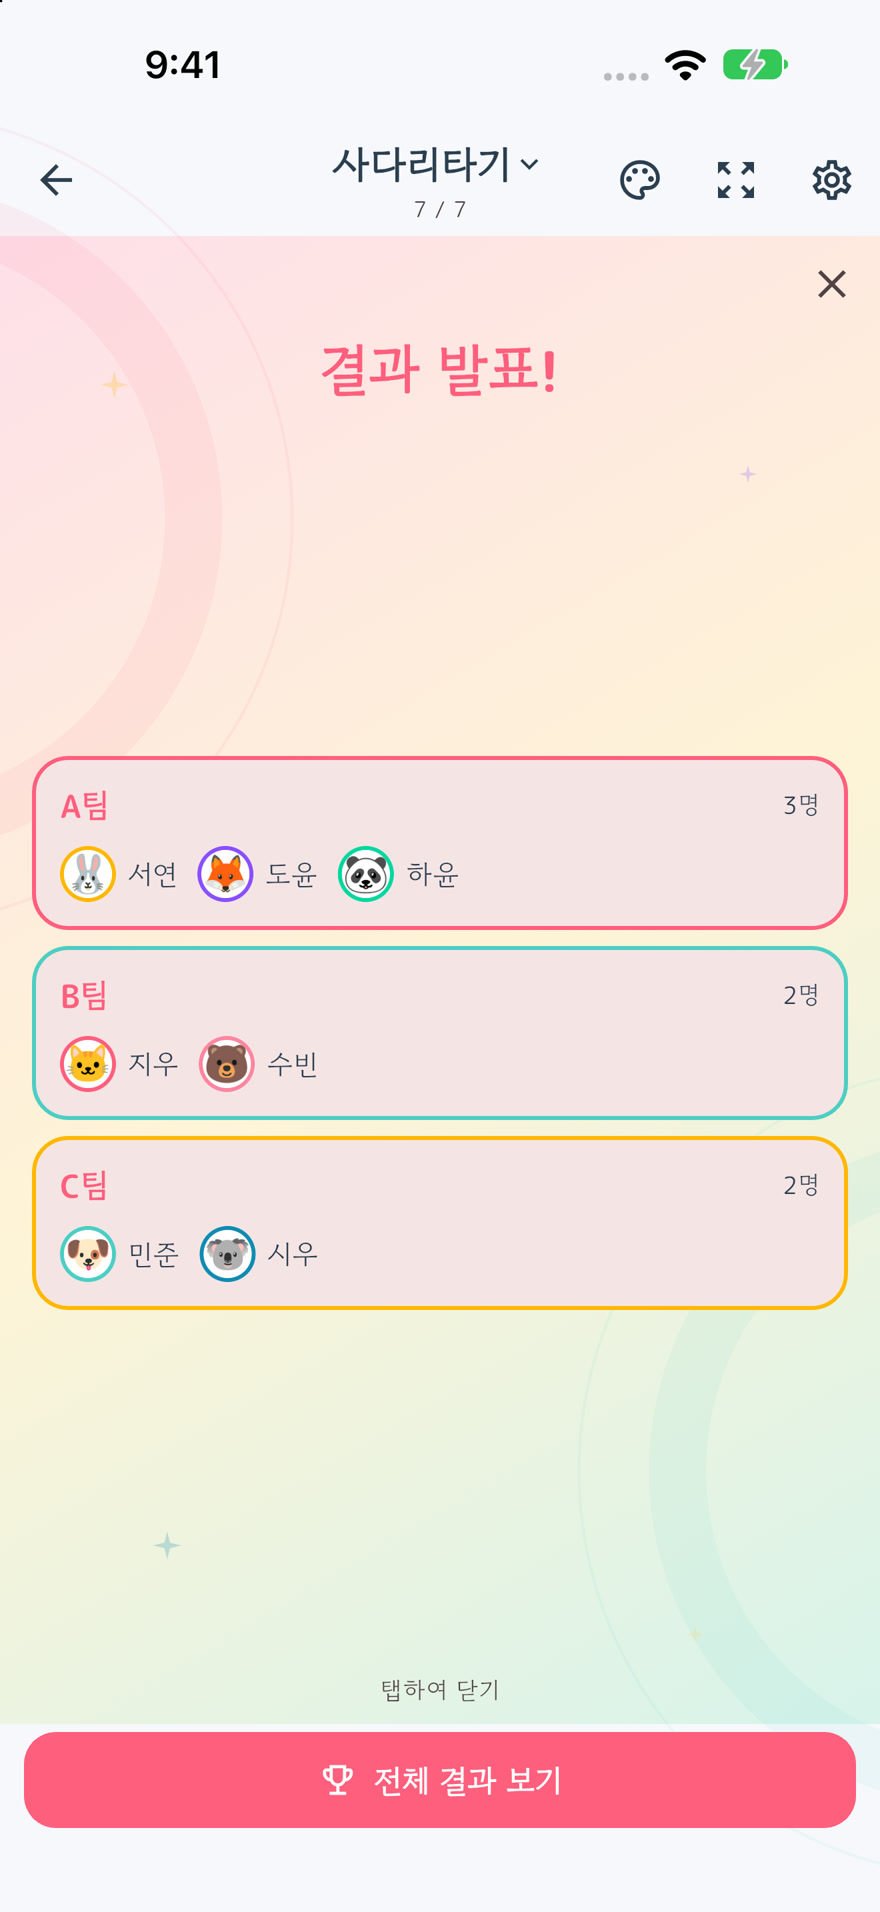 9:41
사다리타기
7 / 7
결과 발표!
A팀
3명
서연 도윤 하윤
B팀
2명
지우 수빈
C팀
2명
민준 시우
탭하여 닫기
전체 결과 보기